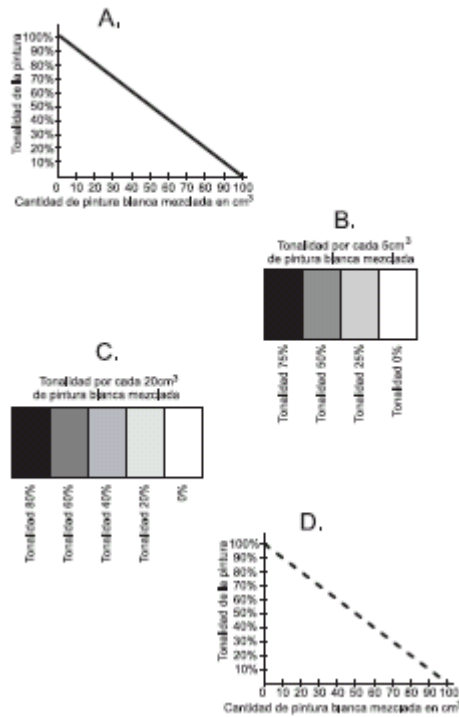 A.
Tonalidad de la pintura
100%
90%
80%
70%
60%
50%
40%
30%
20%
10%
0 10 20 30 40 50 60 70 80 90 100
Cantidad de pintura blanca mezclada en cm³
B.
Tonalidad por cada 5cm³
de pintura blanca mezclada
Tonalidad 75%
Tonalidad 50%
Tonalidad 25%
Tonalidad 0%
C.
Tonalidad por cada 20cm³
de pintura blanca mezclada
Tonalidad 80%
Tonalidad 60%
Tonalidad 40%
Tonalidad 20%
0%
D.
Tonalidad de la pintura
100%
90%
80%
70%
60%
50%
40%
30%
20%
10%
0 10 20 30 40 50 60 70 80 90 100
Cantidad de pintura blanca mezclada en cm³